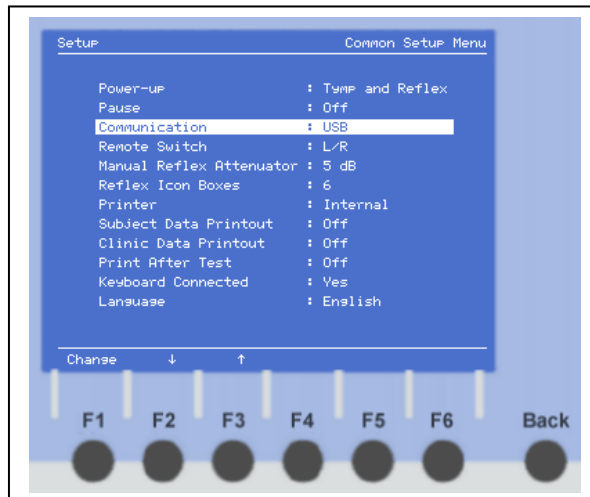 Setup Common Setup Menu
Power-up : Tymp and Reflex
Pause : Off
Communication : USB
Remote Switch : L/R
Manual Reflex Attenuator : 5 dB
Reflex Icon Boxes : 6
Printer : Internal
Subject Data Printout : Off
Clinic Data Printout : Off
Print After Test : Off
Keyboard Connected : Yes
Language : English
Change ↓ ↑
F1 F2 F3 F4 F5 F6 Back